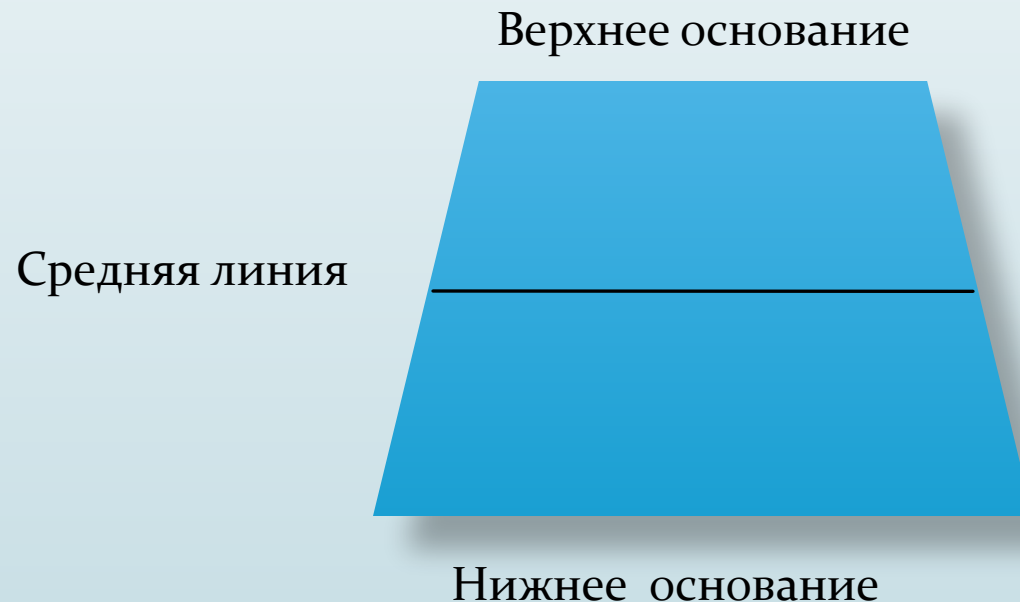 Верхнее основание
Средняя линия
Нижнее основание